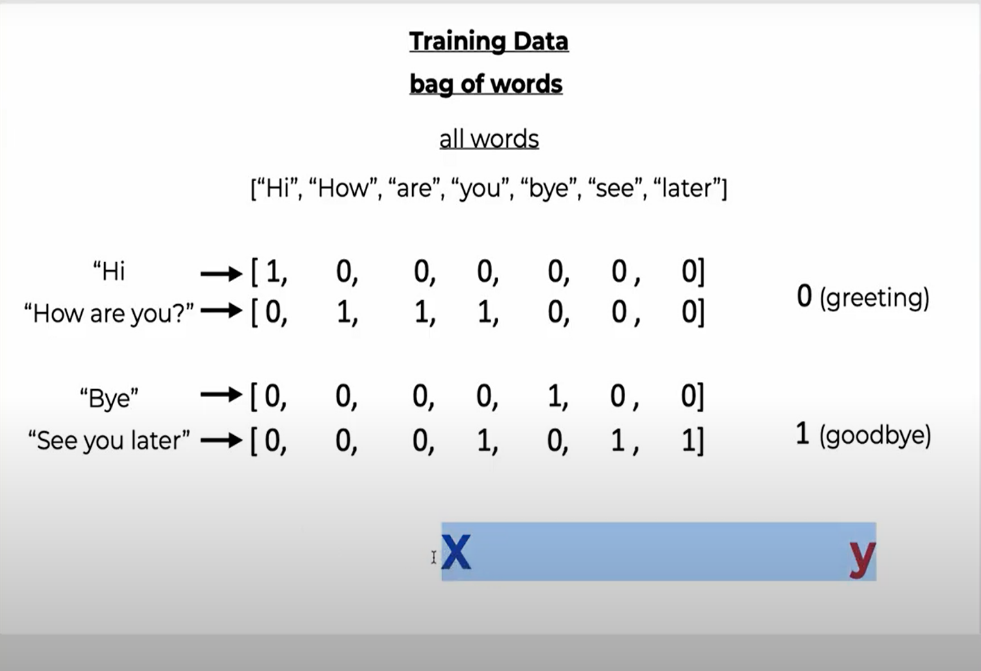 Training Data
bag of words
all words
[“Hi”, “How”, “are”, “you”, “bye”, “see”, “later”]
“Hi → [ 1, 0, 0, 0, 0, 0 , 0]
“How are you?” → [ 0, 1, 1, 1, 0, 0 , 0]
0 (greeting)
“Bye” → [ 0, 0, 0, 0, 1, 0 , 0]
“See you later” → [ 0, 0, 0, 1, 0, 1 , 1]
1 (goodbye)
X y